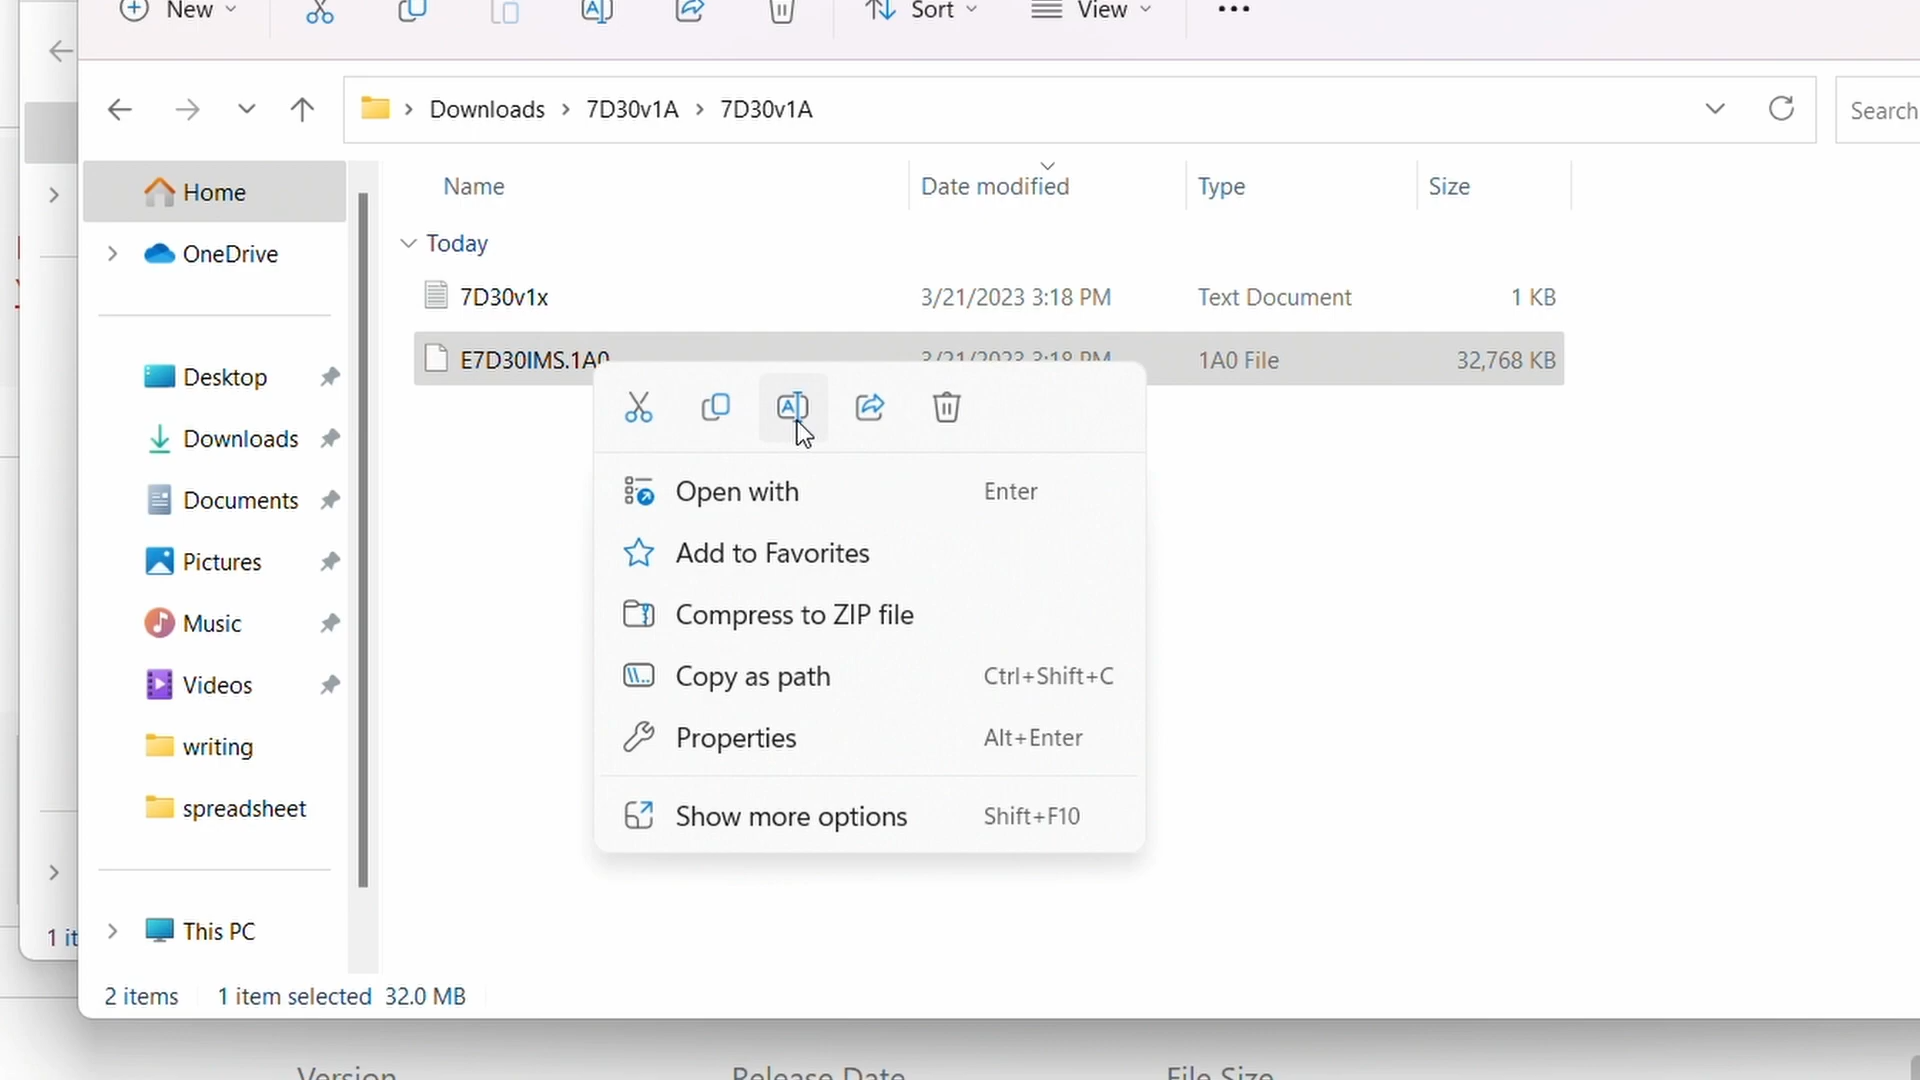 New
Sort
View
Downloads > 7D30v1A > 7D30v1A
Search
Name
Date modified
Type
Size
Home
OneDrive
Desktop
Downloads
Documents
Pictures
Music
Videos
writing
spreadsheet
This PC
Today
7D30v1x 3/21/2023 3:18 PM Text Document 1 KB
E7D30IMS.1A0 3/21/2023 3:18 PM 1A0 File 32,768 KB
Open with Enter
Add to Favorites
Compress to ZIP file
Copy as path Ctrl+Shift+C
Properties Alt+Enter
Show more options Shift+F10
1 it
2 items 1 item selected 32.0 MB
Version Release Date File Size